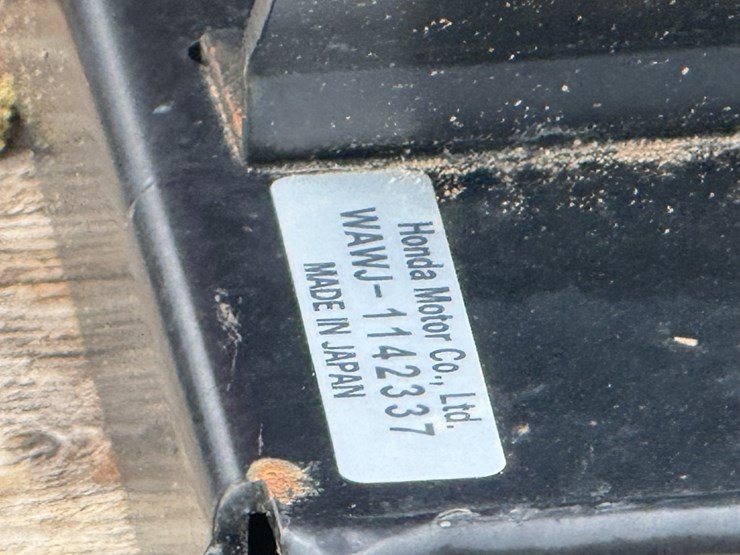 Honda Motor Co., Ltd.
WAWJ-1142337
MADE IN JAPAN